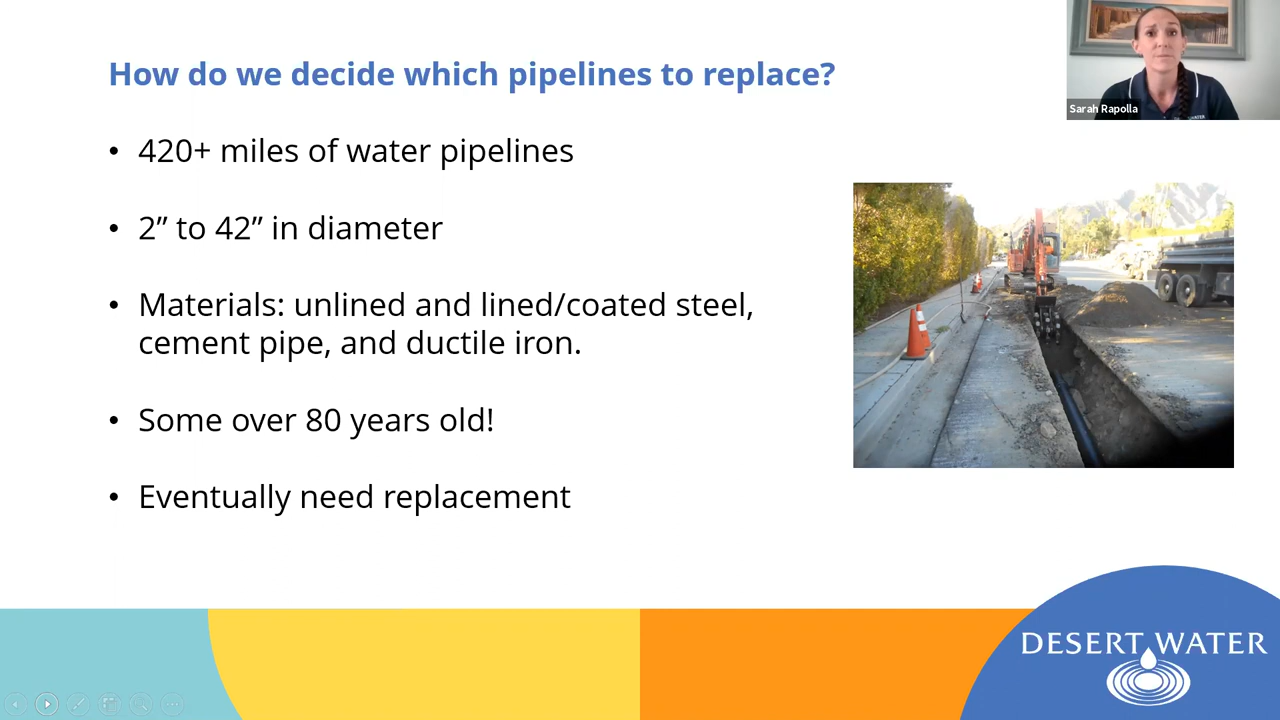 How do we decide which pipelines to replace?
Sarah Rapolla
• 420+ miles of water pipelines
• 2” to 42” in diameter
• Materials: unlined and lined/coated steel,
cement pipe, and ductile iron.
• Some over 80 years old!
• Eventually need replacement
DESERT WATER